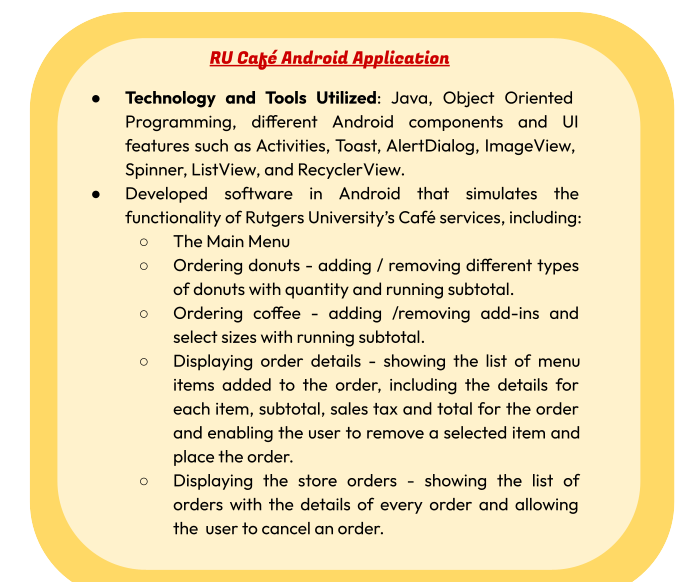 RU Café Android Application
● Technology and Tools Utilized: Java, Object Oriented
Programming, different Android components and UI
features such as Activities, Toast, AlertDialog, ImageView,
Spinner, ListView, and RecyclerView.
● Developed software in Android that simulates the
functionality of Rutgers University's Café services, including:
○ The Main Menu
○ Ordering donuts - adding / removing different types
of donuts with quantity and running subtotal.
○ Ordering coffee - adding /removing add-ins and
select sizes with running subtotal.
○ Displaying order details - showing the list of menu
items added to the order, including the details for
each item, subtotal, sales tax and total for the order
and enabling the user to remove a selected item and
place the order.
○ Displaying the store orders - showing the list of
orders with the details of every order and allowing
the user to cancel an order.